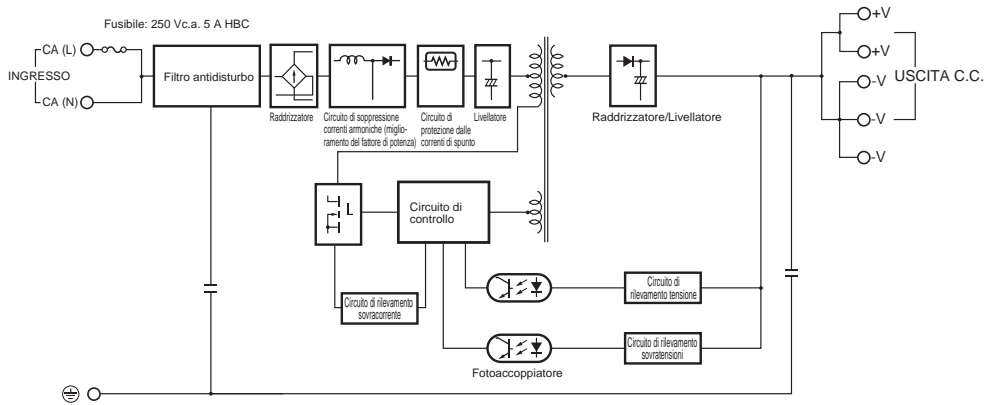 Fusibile: 250 Vc.a. 5 A HBC
CA (L)
INGRESSO
CA (N)
Filtro antidisturbo
Raddrizzatore
Circuito di soppressione
correnti armoniche (miglio-
ramento del fattore di potenza)
Circuito di
protezione dalle
correnti di spunto
Livellatore
Raddrizzatore/Livellatore
+V
+V
-V
-V
-V
USCITA C.C.
Circuito di
controllo
Circuito di rilevamento
sovracorrente
Circuito di
rilevamento tensione
Circuito di rilevamento
sovratensioni
Fotoaccoppiatore